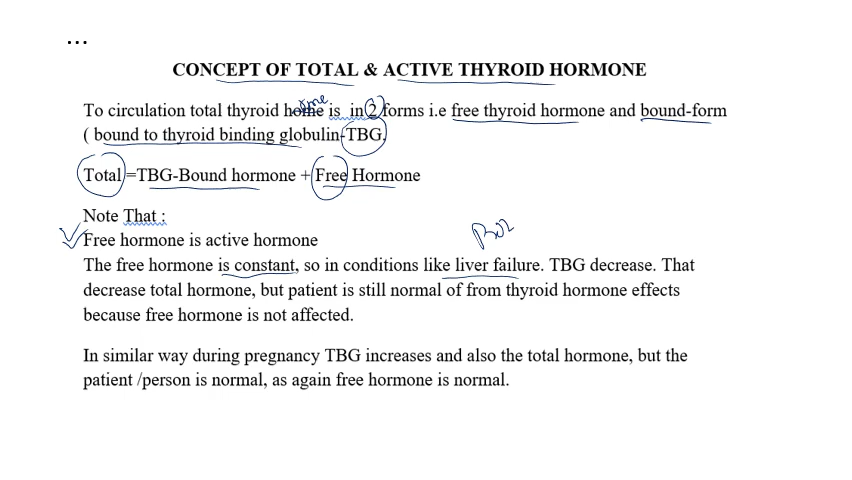 ...
CONCEPT OF TOTAL & ACTIVE THYROID HORMONE
To circulation total thyroid home is in 2 forms i.e free thyroid hormone and bound-form
( bound to thyroid binding globulin-TBG.
Total =TBG-Bound hormone + Free Hormone
Note That :
Free hormone is active hormone
The free hormone is constant, so in conditions like liver failure. TBG decrease. That
decrease total hormone, but patient is still normal of from thyroid hormone effects
because free hormone is not affected.
In similar way during pregnancy TBG increases and also the total hormone, but the
patient /person is normal, as again free hormone is normal.